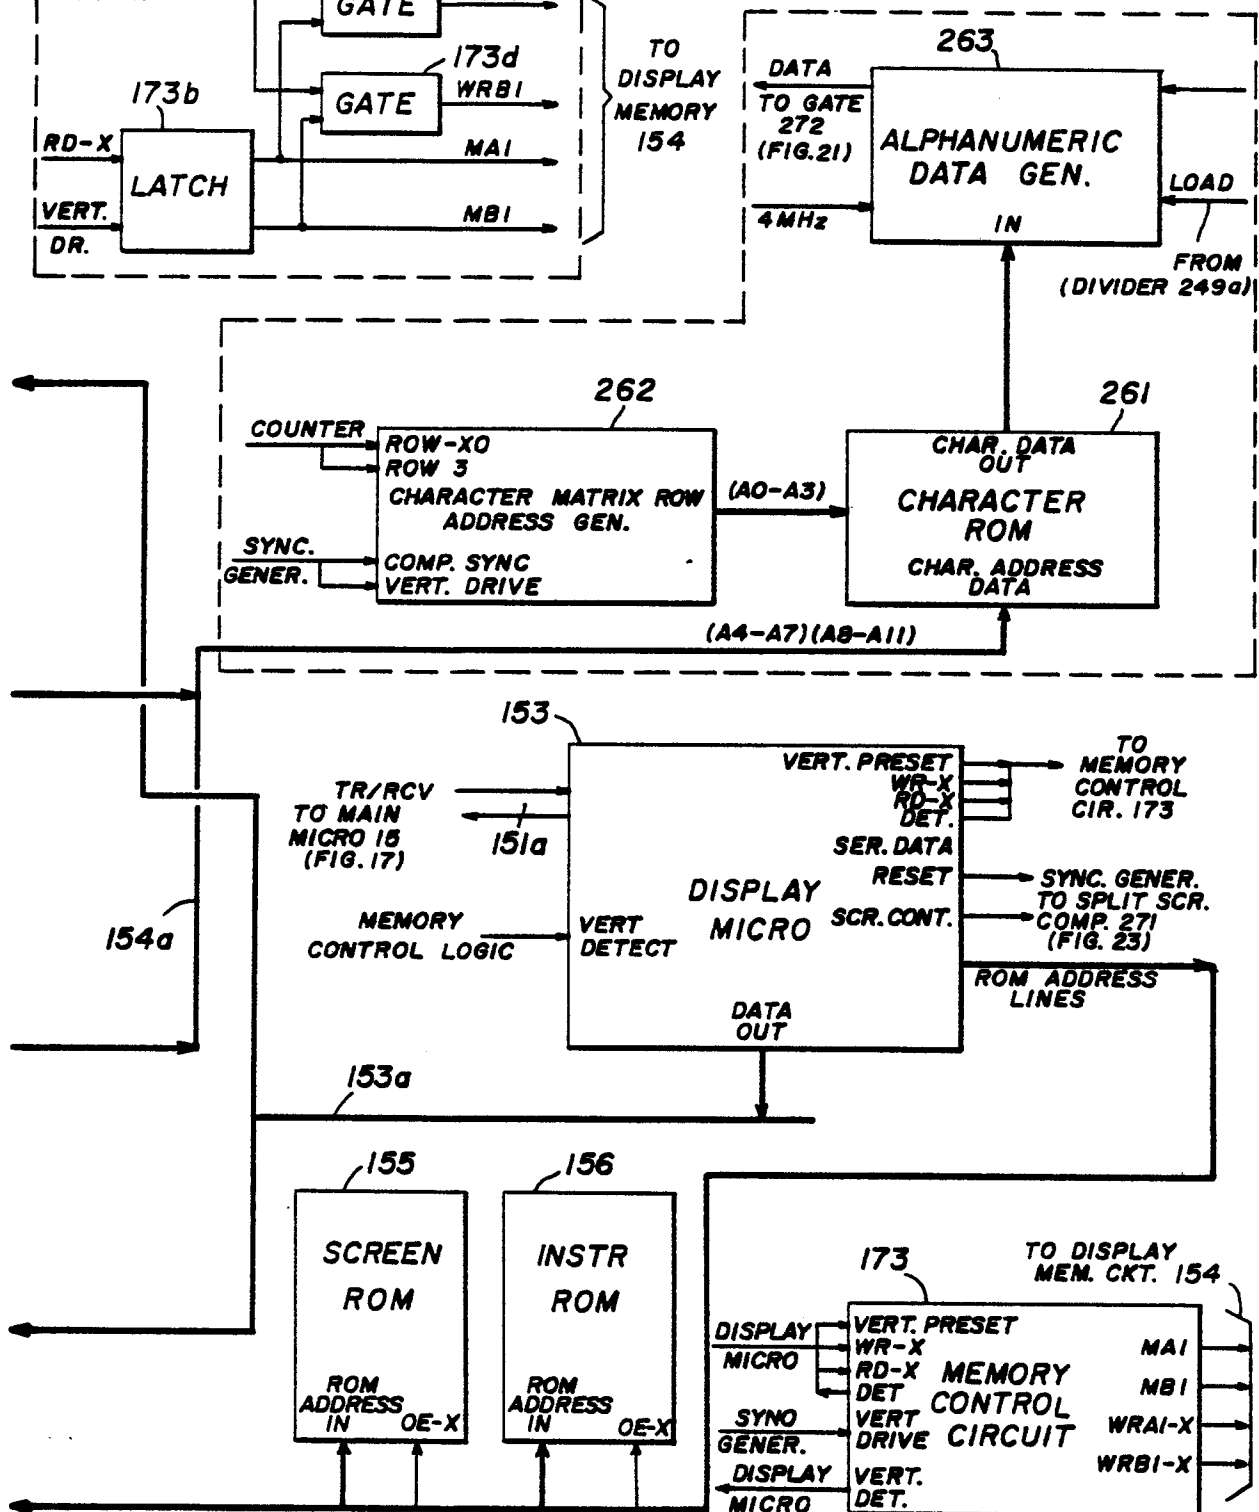 GATE
173d
GATE
WRB1
173b
RD-X
LATCH
VERT.
DR.
MA1
MB1
TO
DISPLAY
MEMORY
154
263
DATA
TO GATE
272
(FIG.21)
4MHz
ALPHANUMERIC
DATA GEN.
IN
LOAD
FROM
(DIVIDER 249a)
262
COUNTER
ROW-X0
ROW 3
CHARACTER MATRIX ROW
ADDRESS GEN.
SYNC.
GENER.
COMP. SYNC
VERT. DRIVE
(A0-A3)
261
CHAR. DATA
OUT
CHARACTER
ROM
CHAR. ADDRESS
DATA
(A4-A7)(A8-A11)
153
TR/RCV
TO MAIN
MICRO 15
(FIG. 17)
151a
MEMORY
CONTROL LOGIC
VERT
DETECT
DISPLAY
MICRO
VERT. PRESET
WR-X
RD-X
DET.
SER. DATA
RESET
SCR. CONT.
DATA
OUT
TO
MEMORY
CONTROL
CIR. 173
SYNC. GENER.
TO SPLIT SCR.
COMP. 271
(FIG. 23)
ROM ADDRESS
LINES
154a
153a
155
SCREEN
ROM
ROM
ADDRESS
IN
OE-X
156
INSTR
ROM
ROM
ADDRESS
IN
OE-X
173
TO DISPLAY
MEM. CKT. 154
DISPLAY
MICRO
SYNO
GENER.
DISPLAY
MICRO
VERT. PRESET
WR-X
RD-X
DET
VERT
DRIVE
VERT.
DET.
MEMORY
CONTROL
CIRCUIT
MA1
MB1
WRA1-X
WRB1-X